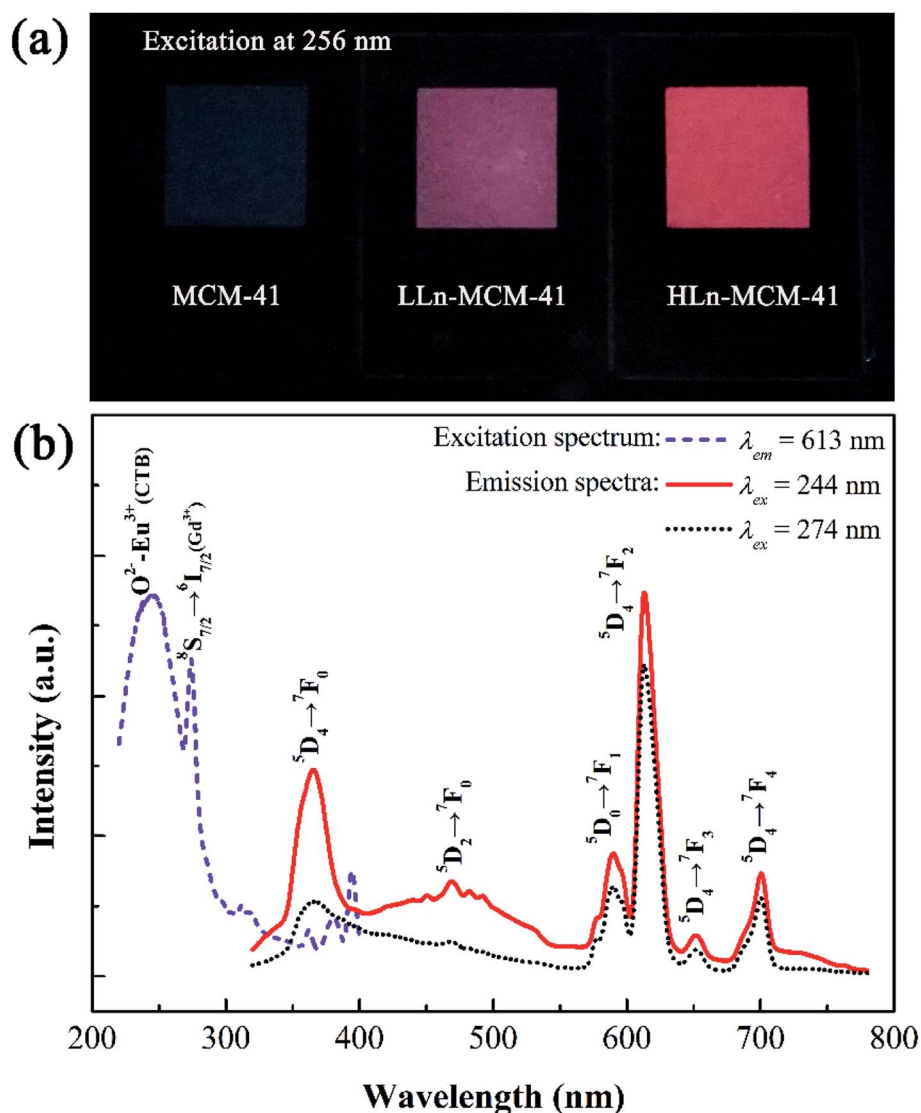 (a)
Excitation at 256 nm
MCM-41
LLn-MCM-41
HLn-MCM-41
(b)
Excitation spectrum: λem = 613 nm
Emission spectra: λex = 244 nm
λex = 274 nm
O²⁻-Eu³⁺(CTB)
⁸S₇/₂→⁶I₇/₂(Gd³⁺)
⁵D₄→⁷F₀
⁵D₂→⁷F₀
⁵D₀→⁷F₁
⁵D₄→⁷F₂
⁵D₄→⁷F₃
⁵D₄→⁷F₄
Intensity (a.u.)
200 300 400 500 600 700 800
Wavelength (nm)